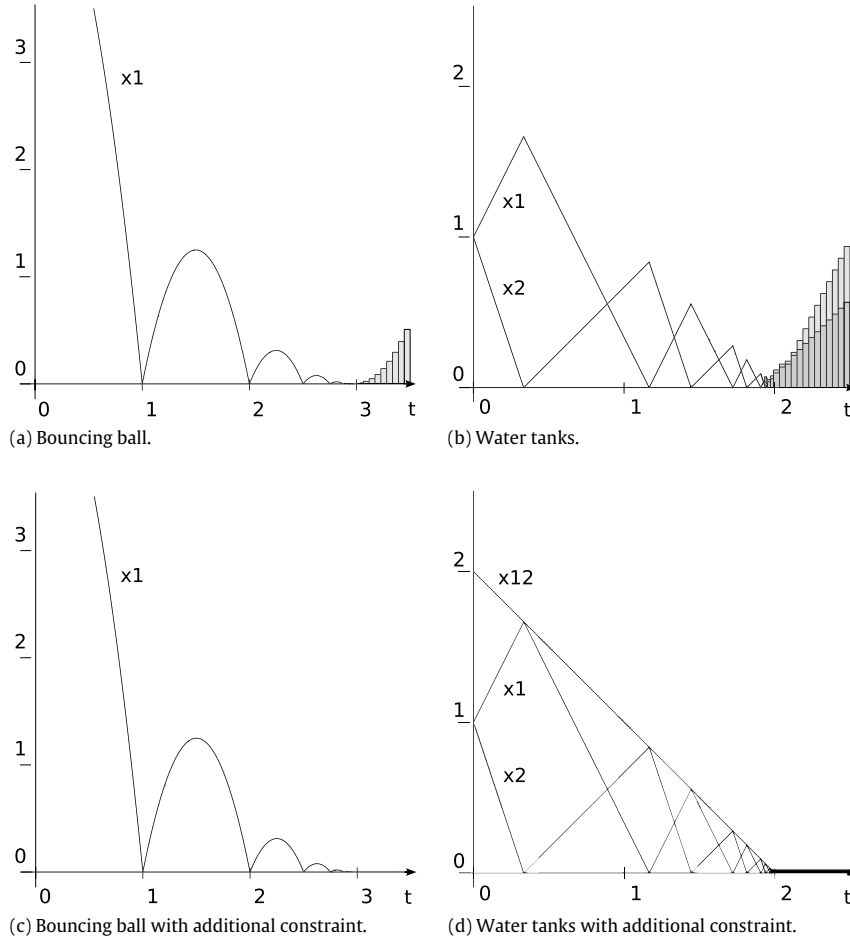 3
x1
2
1
0
0 1 2 3 t
(a) Bouncing ball.
2
x1
1
x2
0
0 1 2 t
(b) Water tanks.
3
x1
2
1
0
0 1 2 3 t
(c) Bouncing ball with additional constraint.
2
x12
x1
1
x2
0
0 1 2 t
(d) Water tanks with additional constraint.